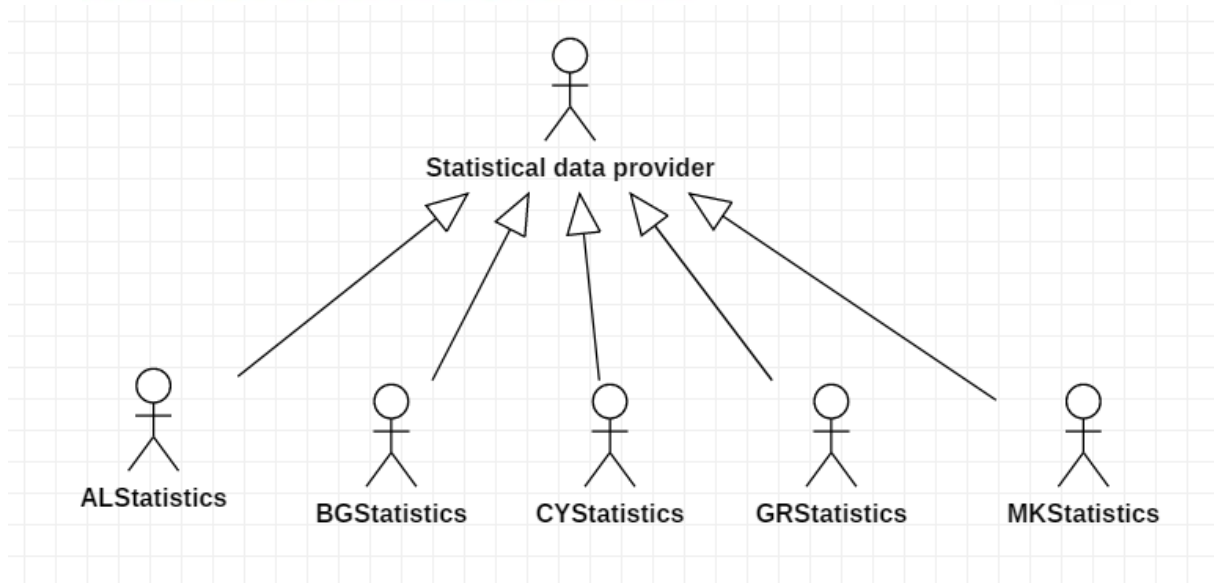 Statistical data provider
ALStatistics
BGStatistics
CYStatistics
GRStatistics
MKStatistics